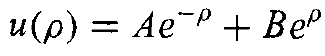 u(ρ) = Ae^{-ρ} + Be^{ρ}